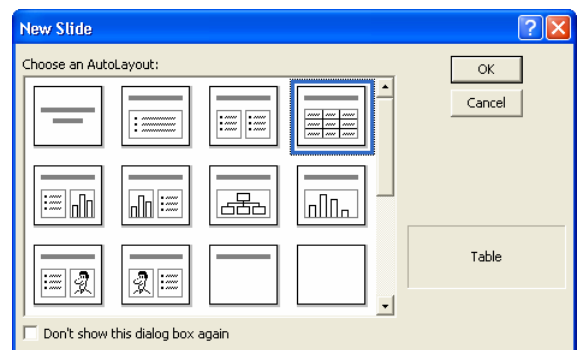 New Slide
Choose an AutoLayout:
OK
Cancel
Table
Don't show this dialog box again